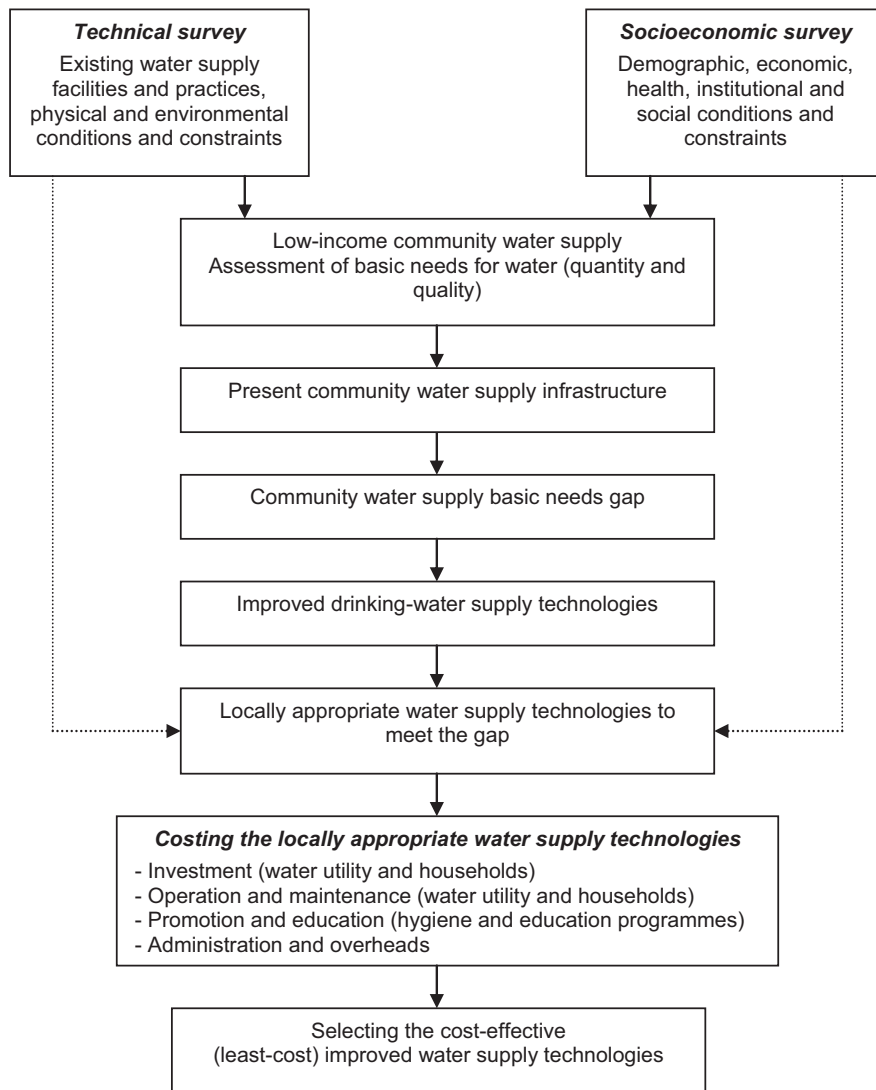 Technical survey
Existing water supply
facilities and practices,
physical and environmental
conditions and constraints
Socioeconomic survey
Demographic, economic,
health, institutional and
social conditions and
constraints
Low-income community water supply
Assessment of basic needs for water (quantity and
quality)
Present community water supply infrastructure
Community water supply basic needs gap
Improved drinking-water supply technologies
Locally appropriate water supply technologies to
meet the gap
Costing the locally appropriate water supply technologies
- Investment (water utility and households)
- Operation and maintenance (water utility and households)
- Promotion and education (hygiene and education programmes)
- Administration and overheads
Selecting the cost-effective
(least-cost) improved water supply technologies